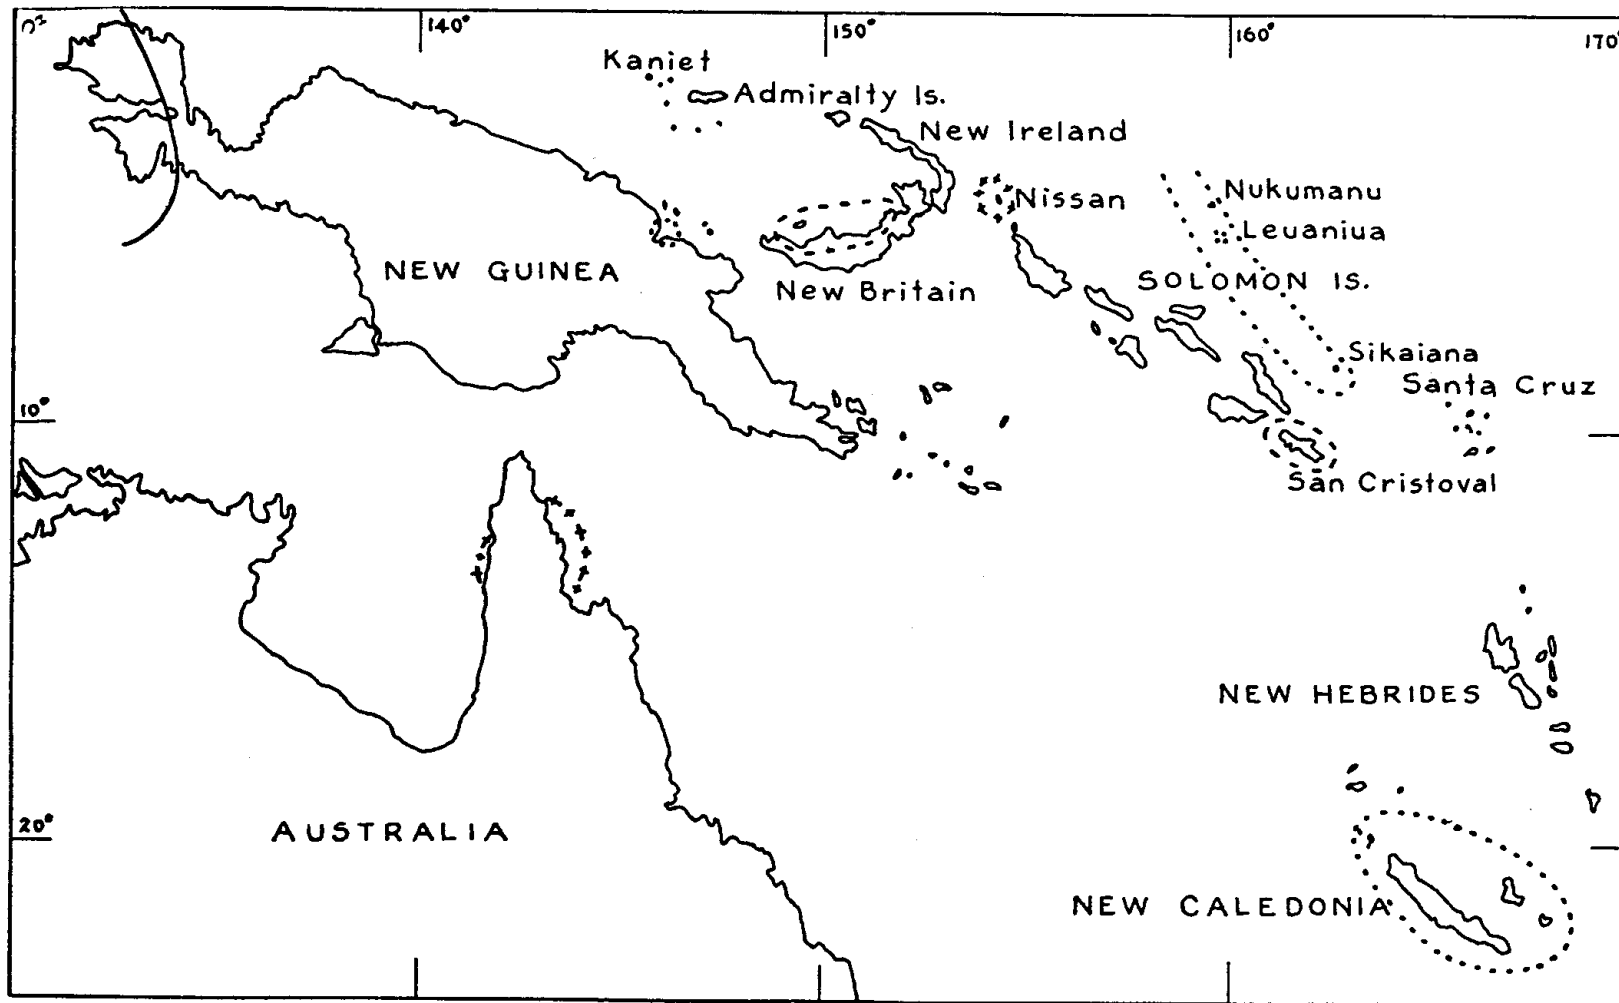 0° 140° 150° 160° 170°
Kaniet
Admiralty Is.
New Ireland
Nukumanu
Nissan
Leuaniua
NEW GUINEA
SOLOMON IS.
New Britain
Sikaiana
Santa Cruz
10°
San Cristoval
NEW HEBRIDES
20°
AUSTRALIA
NEW CALEDONIA